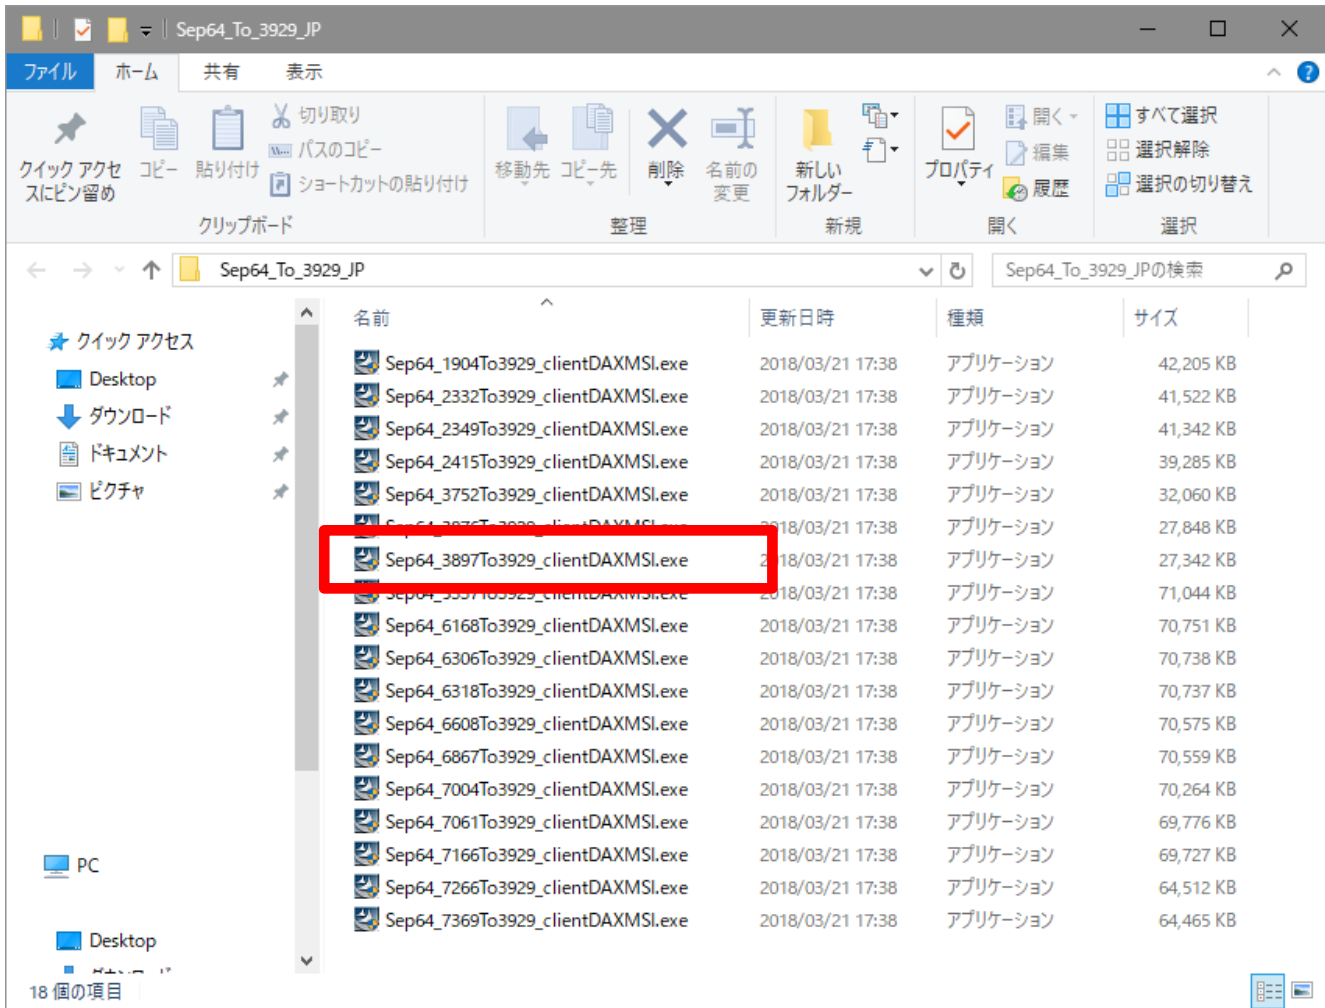 Sep64_To_3929_JP
ファイル ホーム 共有 表示
クイック アクセスにピン留め コピー 貼り付け 切り取り パスのコピー ショートカットの貼り付け
クリップボード
移動先 コピー先 削除 名前の変更
整理
新しいフォルダー
新規
プロパティ 開く 編集 履歴
開く
すべて選択 選択解除 選択の切り替え
選択
Sep64_To_3929_JP Sep64_To_3929_JPの検索
クイック アクセス
Desktop
ダウンロード
ドキュメント
ピクチャ
PC
Desktop
名前 更新日時 種類 サイズ
Sep64_1904To3929_clientDAXMSI.exe 2018/03/21 17:38 アプリケーション 42,205 KB
Sep64_2332To3929_clientDAXMSI.exe 2018/03/21 17:38 アプリケーション 41,522 KB
Sep64_2349To3929_clientDAXMSI.exe 2018/03/21 17:38 アプリケーション 41,342 KB
Sep64_2415To3929_clientDAXMSI.exe 2018/03/21 17:38 アプリケーション 39,285 KB
Sep64_3752To3929_clientDAXMSI.exe 2018/03/21 17:38 アプリケーション 32,060 KB
2018/03/21 17:38 アプリケーション 27,848 KB
Sep64_3897To3929_clientDAXMSI.exe 2018/03/21 17:38 アプリケーション 27,342 KB
2018/03/21 17:38 アプリケーション 71,044 KB
Sep64_6168To3929_clientDAXMSI.exe 2018/03/21 17:38 アプリケーション 70,751 KB
Sep64_6306To3929_clientDAXMSI.exe 2018/03/21 17:38 アプリケーション 70,738 KB
Sep64_6318To3929_clientDAXMSI.exe 2018/03/21 17:38 アプリケーション 70,737 KB
Sep64_6608To3929_clientDAXMSI.exe 2018/03/21 17:38 アプリケーション 70,575 KB
Sep64_6867To3929_clientDAXMSI.exe 2018/03/21 17:38 アプリケーション 70,559 KB
Sep64_7004To3929_clientDAXMSI.exe 2018/03/21 17:38 アプリケーション 70,264 KB
Sep64_7061To3929_clientDAXMSI.exe 2018/03/21 17:38 アプリケーション 69,776 KB
Sep64_7166To3929_clientDAXMSI.exe 2018/03/21 17:38 アプリケーション 69,727 KB
Sep64_7266To3929_clientDAXMSI.exe 2018/03/21 17:38 アプリケーション 64,512 KB
Sep64_7369To3929_clientDAXMSI.exe 2018/03/21 17:38 アプリケーション 64,465 KB
18 個の項目